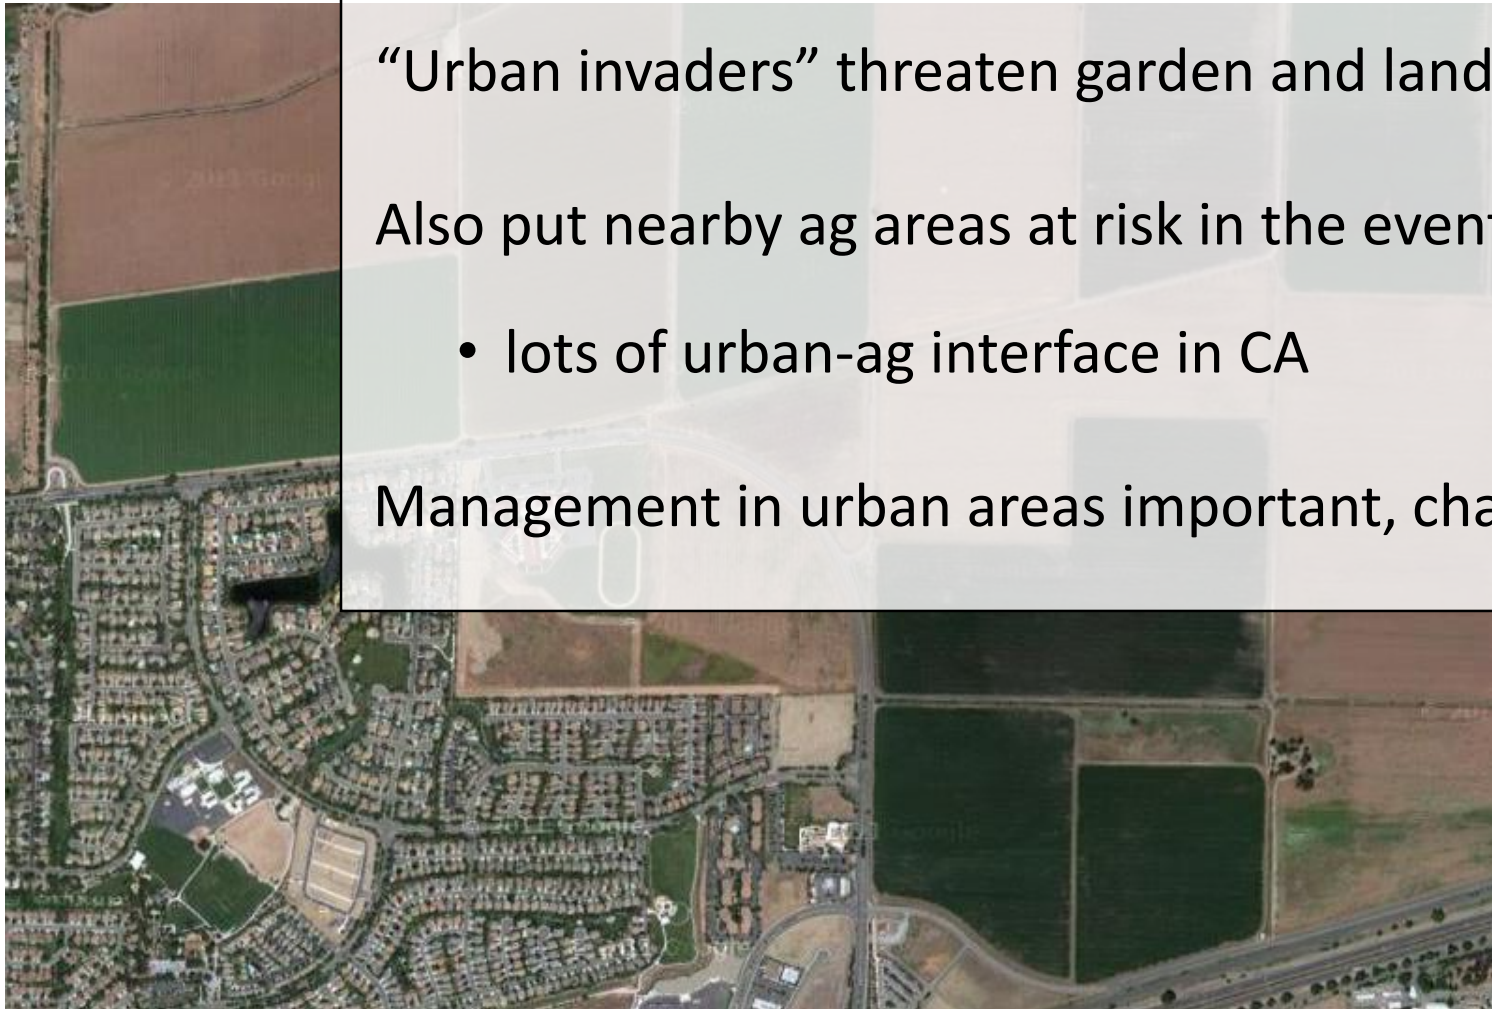 “Urban invaders” threaten garden and land
Also put nearby ag areas at risk in the event
• lots of urban-ag interface in CA
Management in urban areas important, cha